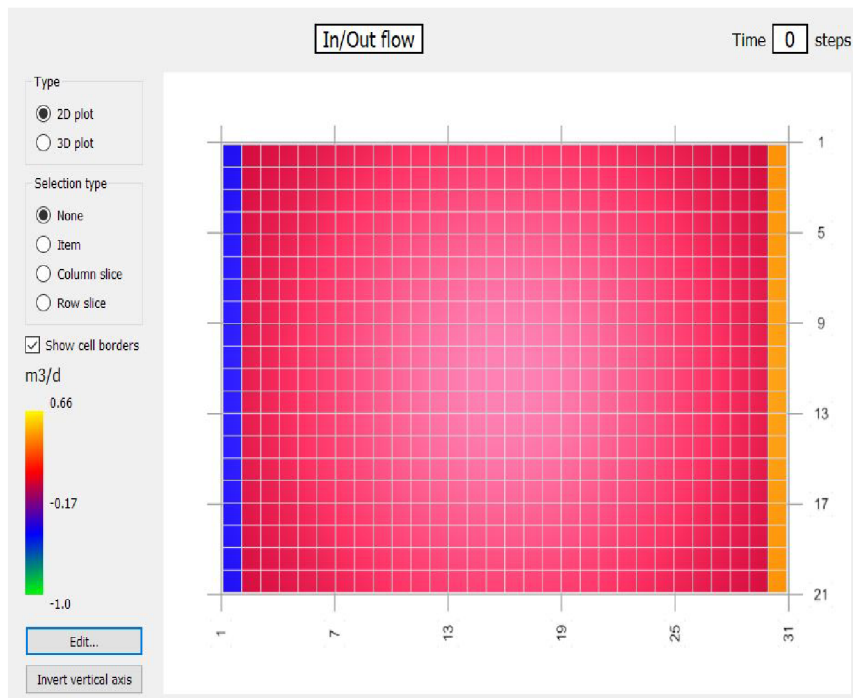 In/Out flow
Time 0 steps
Type
2D plot
3D plot
Selection type
None
Item
Column slice
Row slice
Show cell borders
m3/d
0.66
-0.17
-1.0
Edit...
Invert vertical axis
1
5
9
13
17
21
1 7 13 19 25 31